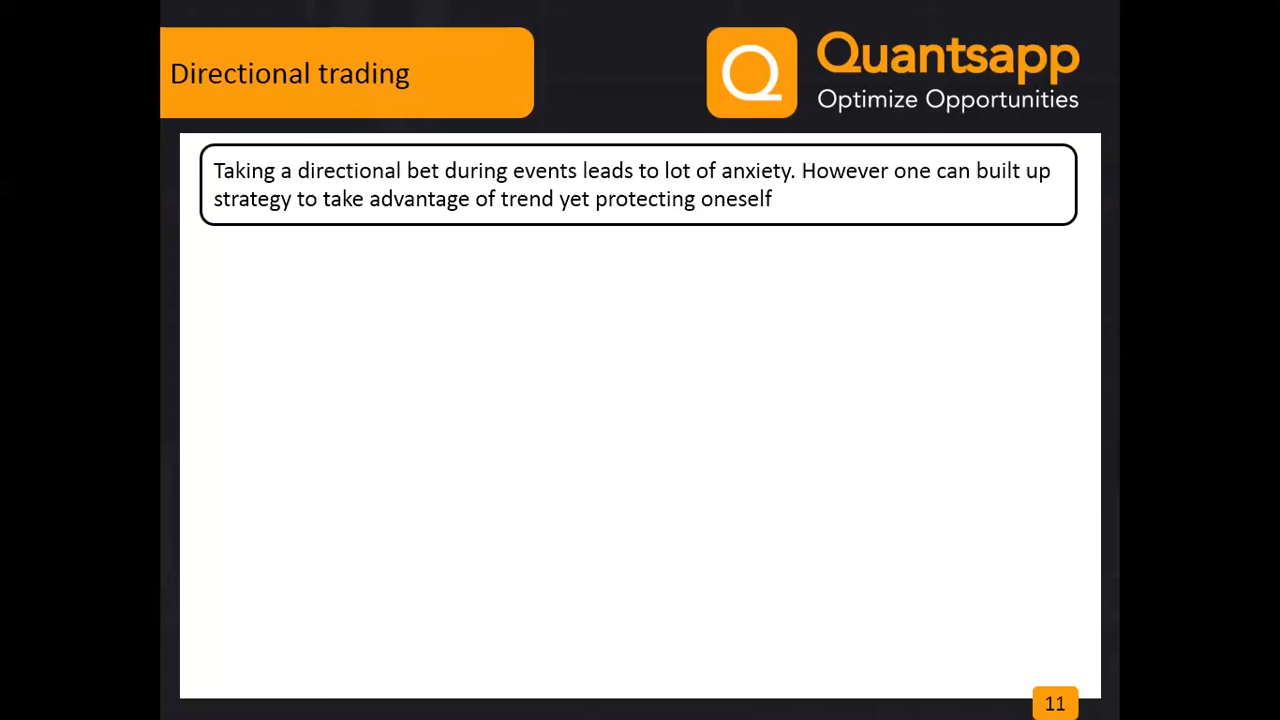 Directional trading
Q
Quantsapp
Optimize Opportunities
Taking a directional bet during events leads to lot of anxiety. However one can built up
strategy to take advantage of trend yet protecting oneself
11